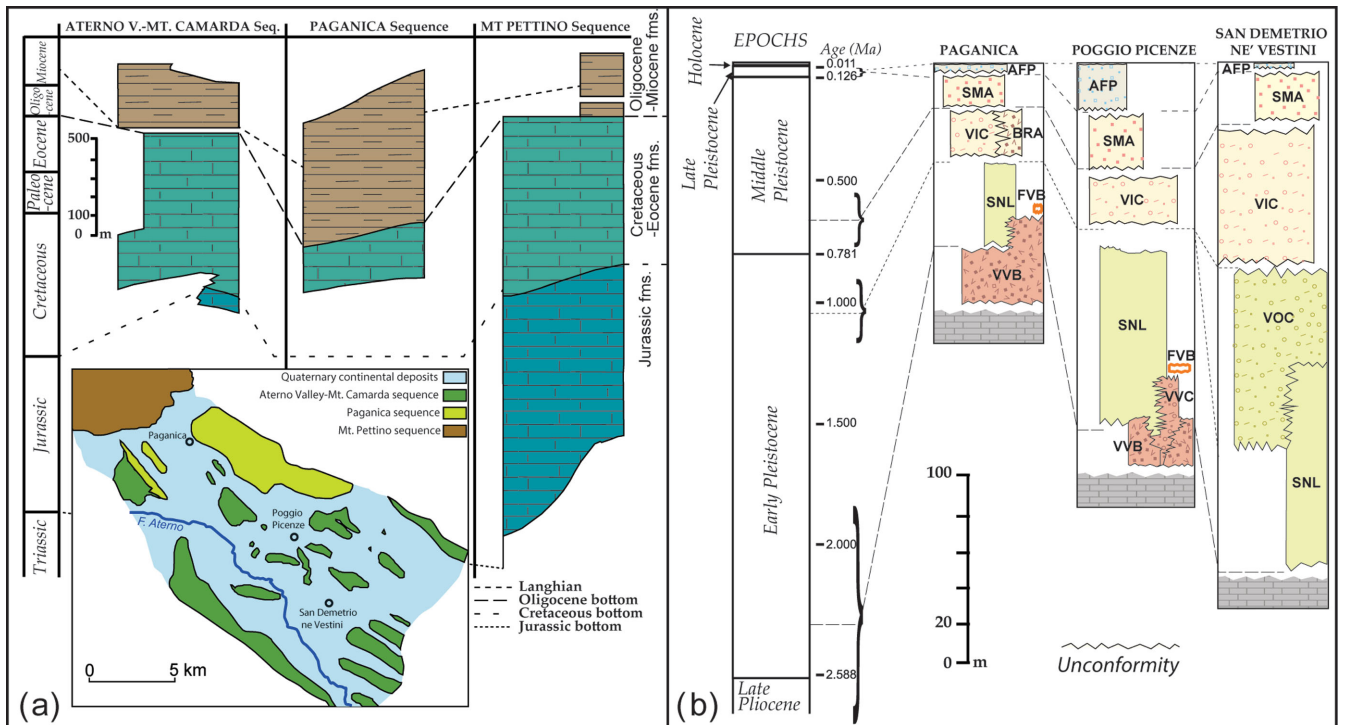 ATERNO V.-MT. CAMARDA Seq.
PAGANICA Sequence
MT PETTINO Sequence
Miocene
Oligo
-cene
Eocene
Paleo
-cene
Cretaceous
Jurassic
Triassic
500
100
0 m
Oligocene
-Miocene fms.
Cretaceous
-Eocene fms.
Jurassic fms.
Quaternary continental deposits
Aterno Valley-Mt. Camarda sequence
Paganica sequence
Mt. Pettino sequence
Paganica
F. Aterno
Poggio
Picenze
San Demetrio
ne Vestini
0 5 km
Langhian
Oligocene bottom
Cretaceous bottom
Jurassic bottom
(a)
EPOCHS
Age (Ma)
Holocene
Late
Pleistocene
Middle
Pleistocene
Early Pleistocene
Late
Pliocene
0.011
0.126
0.500
0.781
1.000
1.500
2.000
2.588
PAGANICA
AFP
SMA
VIC
BRA
SNL
FVB
VVB
POGGIO PICENZE
AFP
SMA
VIC
SNL
FVB
VVC
VVB
SAN DEMETRIO
NE' VESTINI
AFP
SMA
VIC
VOC
SNL
100
20
0 m
Unconformity
(b)